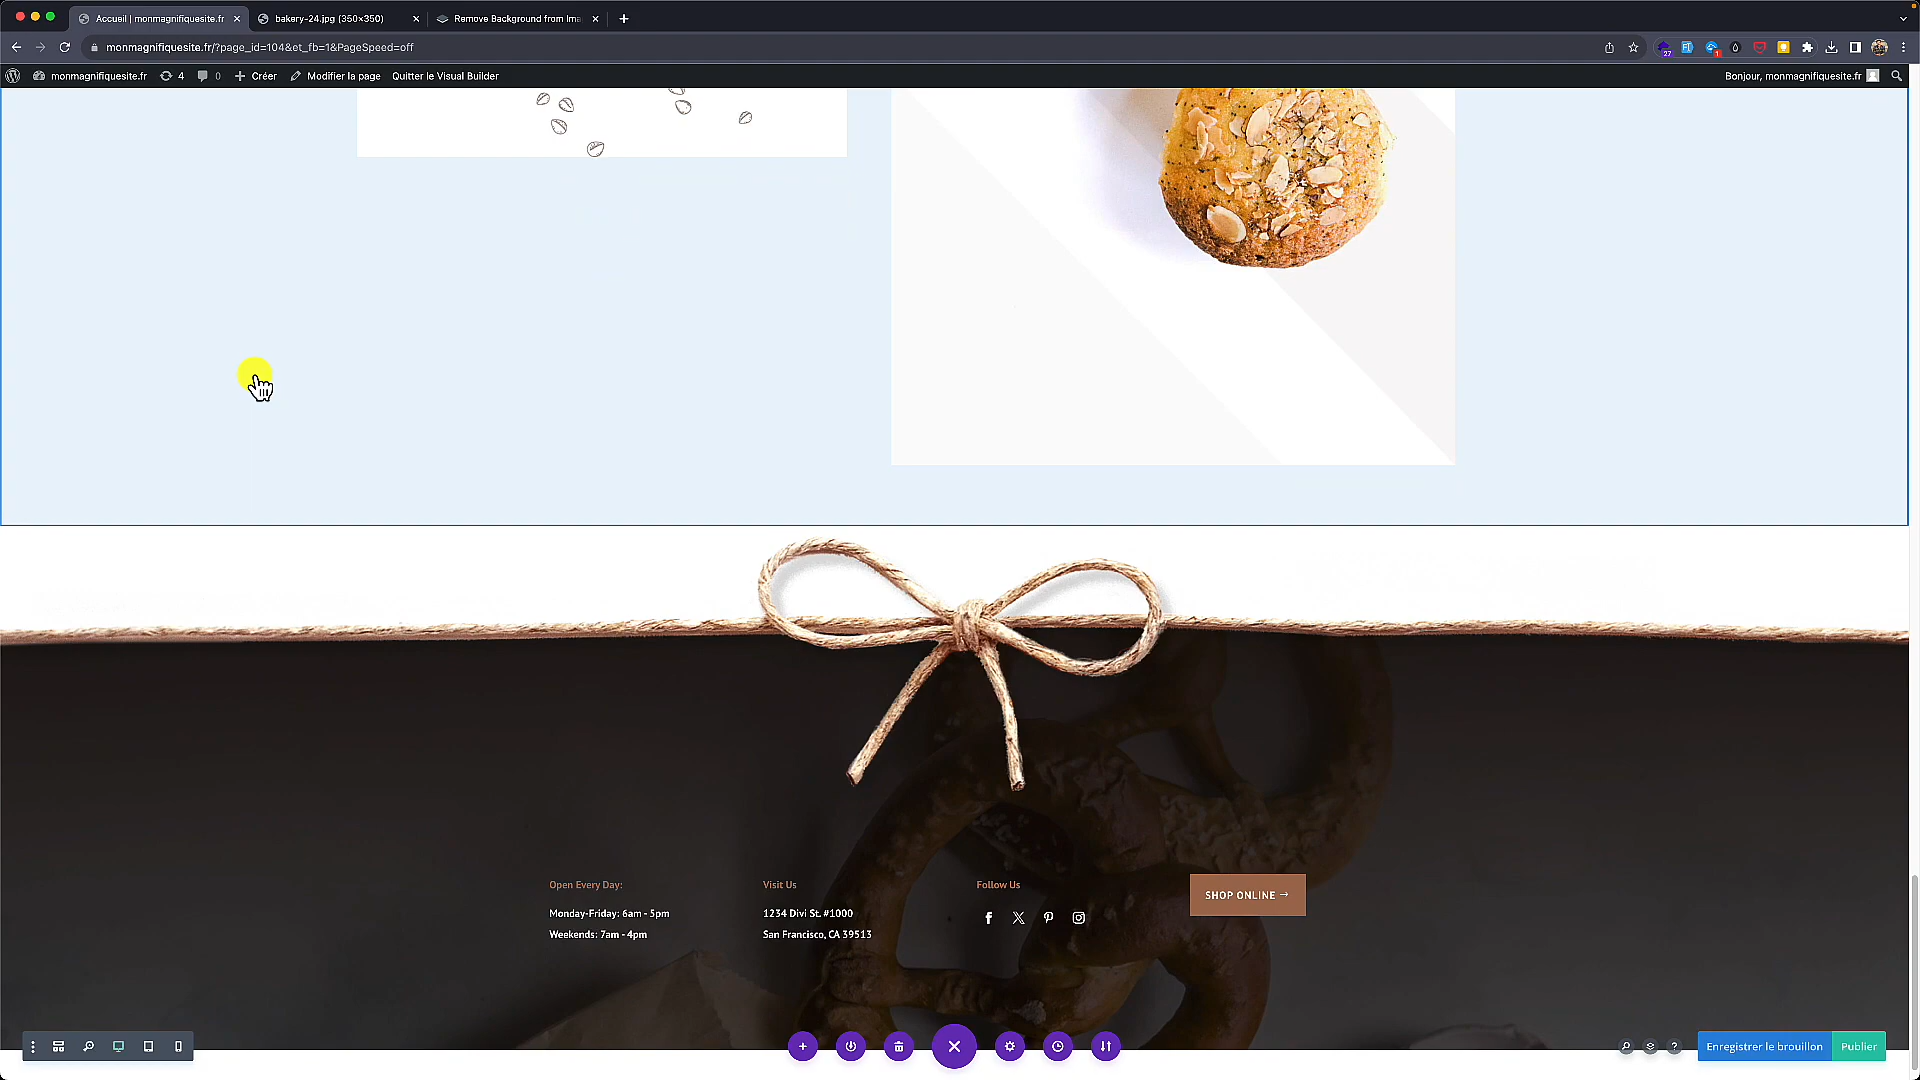 Accueil | monmagnifiquesite.fr
bakery-24.jpg (350×350)
Remove Background from Ima
monmagnifiquesite.fr/?page_id=104&et_fb=1&PageSpeed=off
27
1
monmagnifiquesite.fr
4
0
Créer
Modifier la page
Quitter le Visual Builder
Bonjour, monmagnifiquesite.fr
Open Every Day:
Monday-Friday: 6am - 5pm
Weekends: 7am - 4pm
Visit Us
1234 Divi St. #1000
San Francisco, CA 39513
Follow Us
SHOP ONLINE
Enregistrer le brouillon
Publier